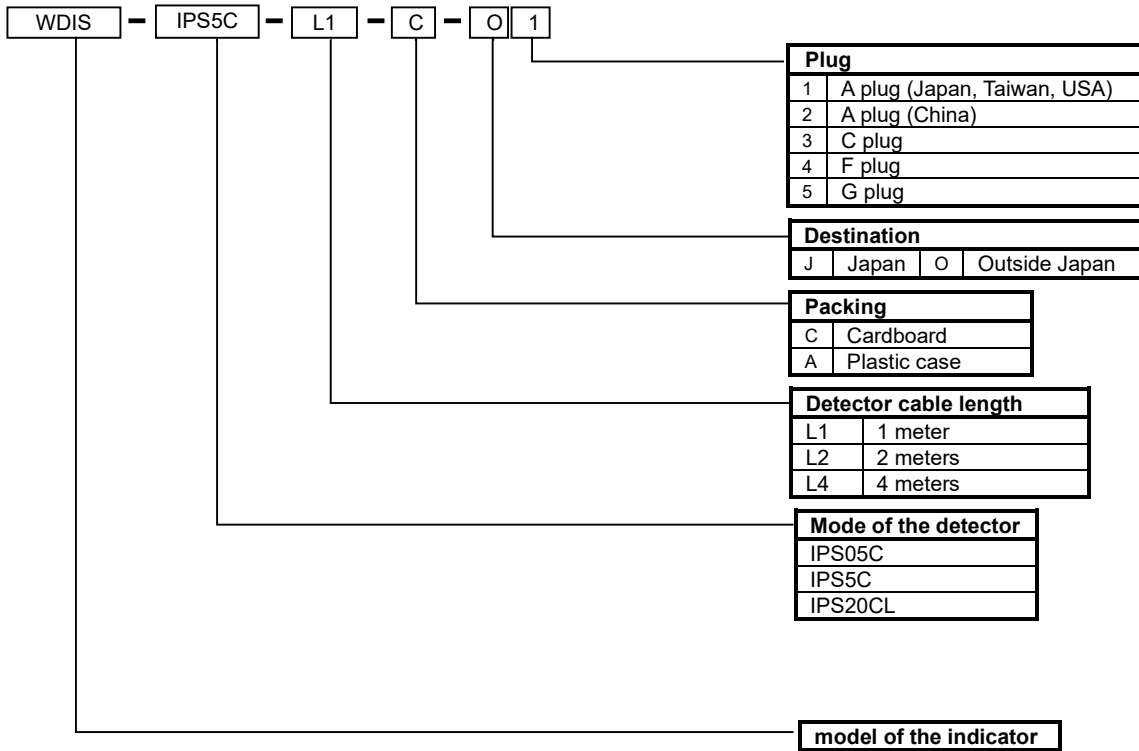 WDIS - IPS5C - L1 - C - O 1
Plug
1 A plug (Japan, Taiwan, USA)
2 A plug (China)
3 C plug
4 F plug
5 G plug
Destination
J Japan O Outside Japan
Packing
C Cardboard
A Plastic case
Detector cable length
L1 1 meter
L2 2 meters
L4 4 meters
Mode of the detector
IPS05C
IPS5C
IPS20CL
model of the indicator